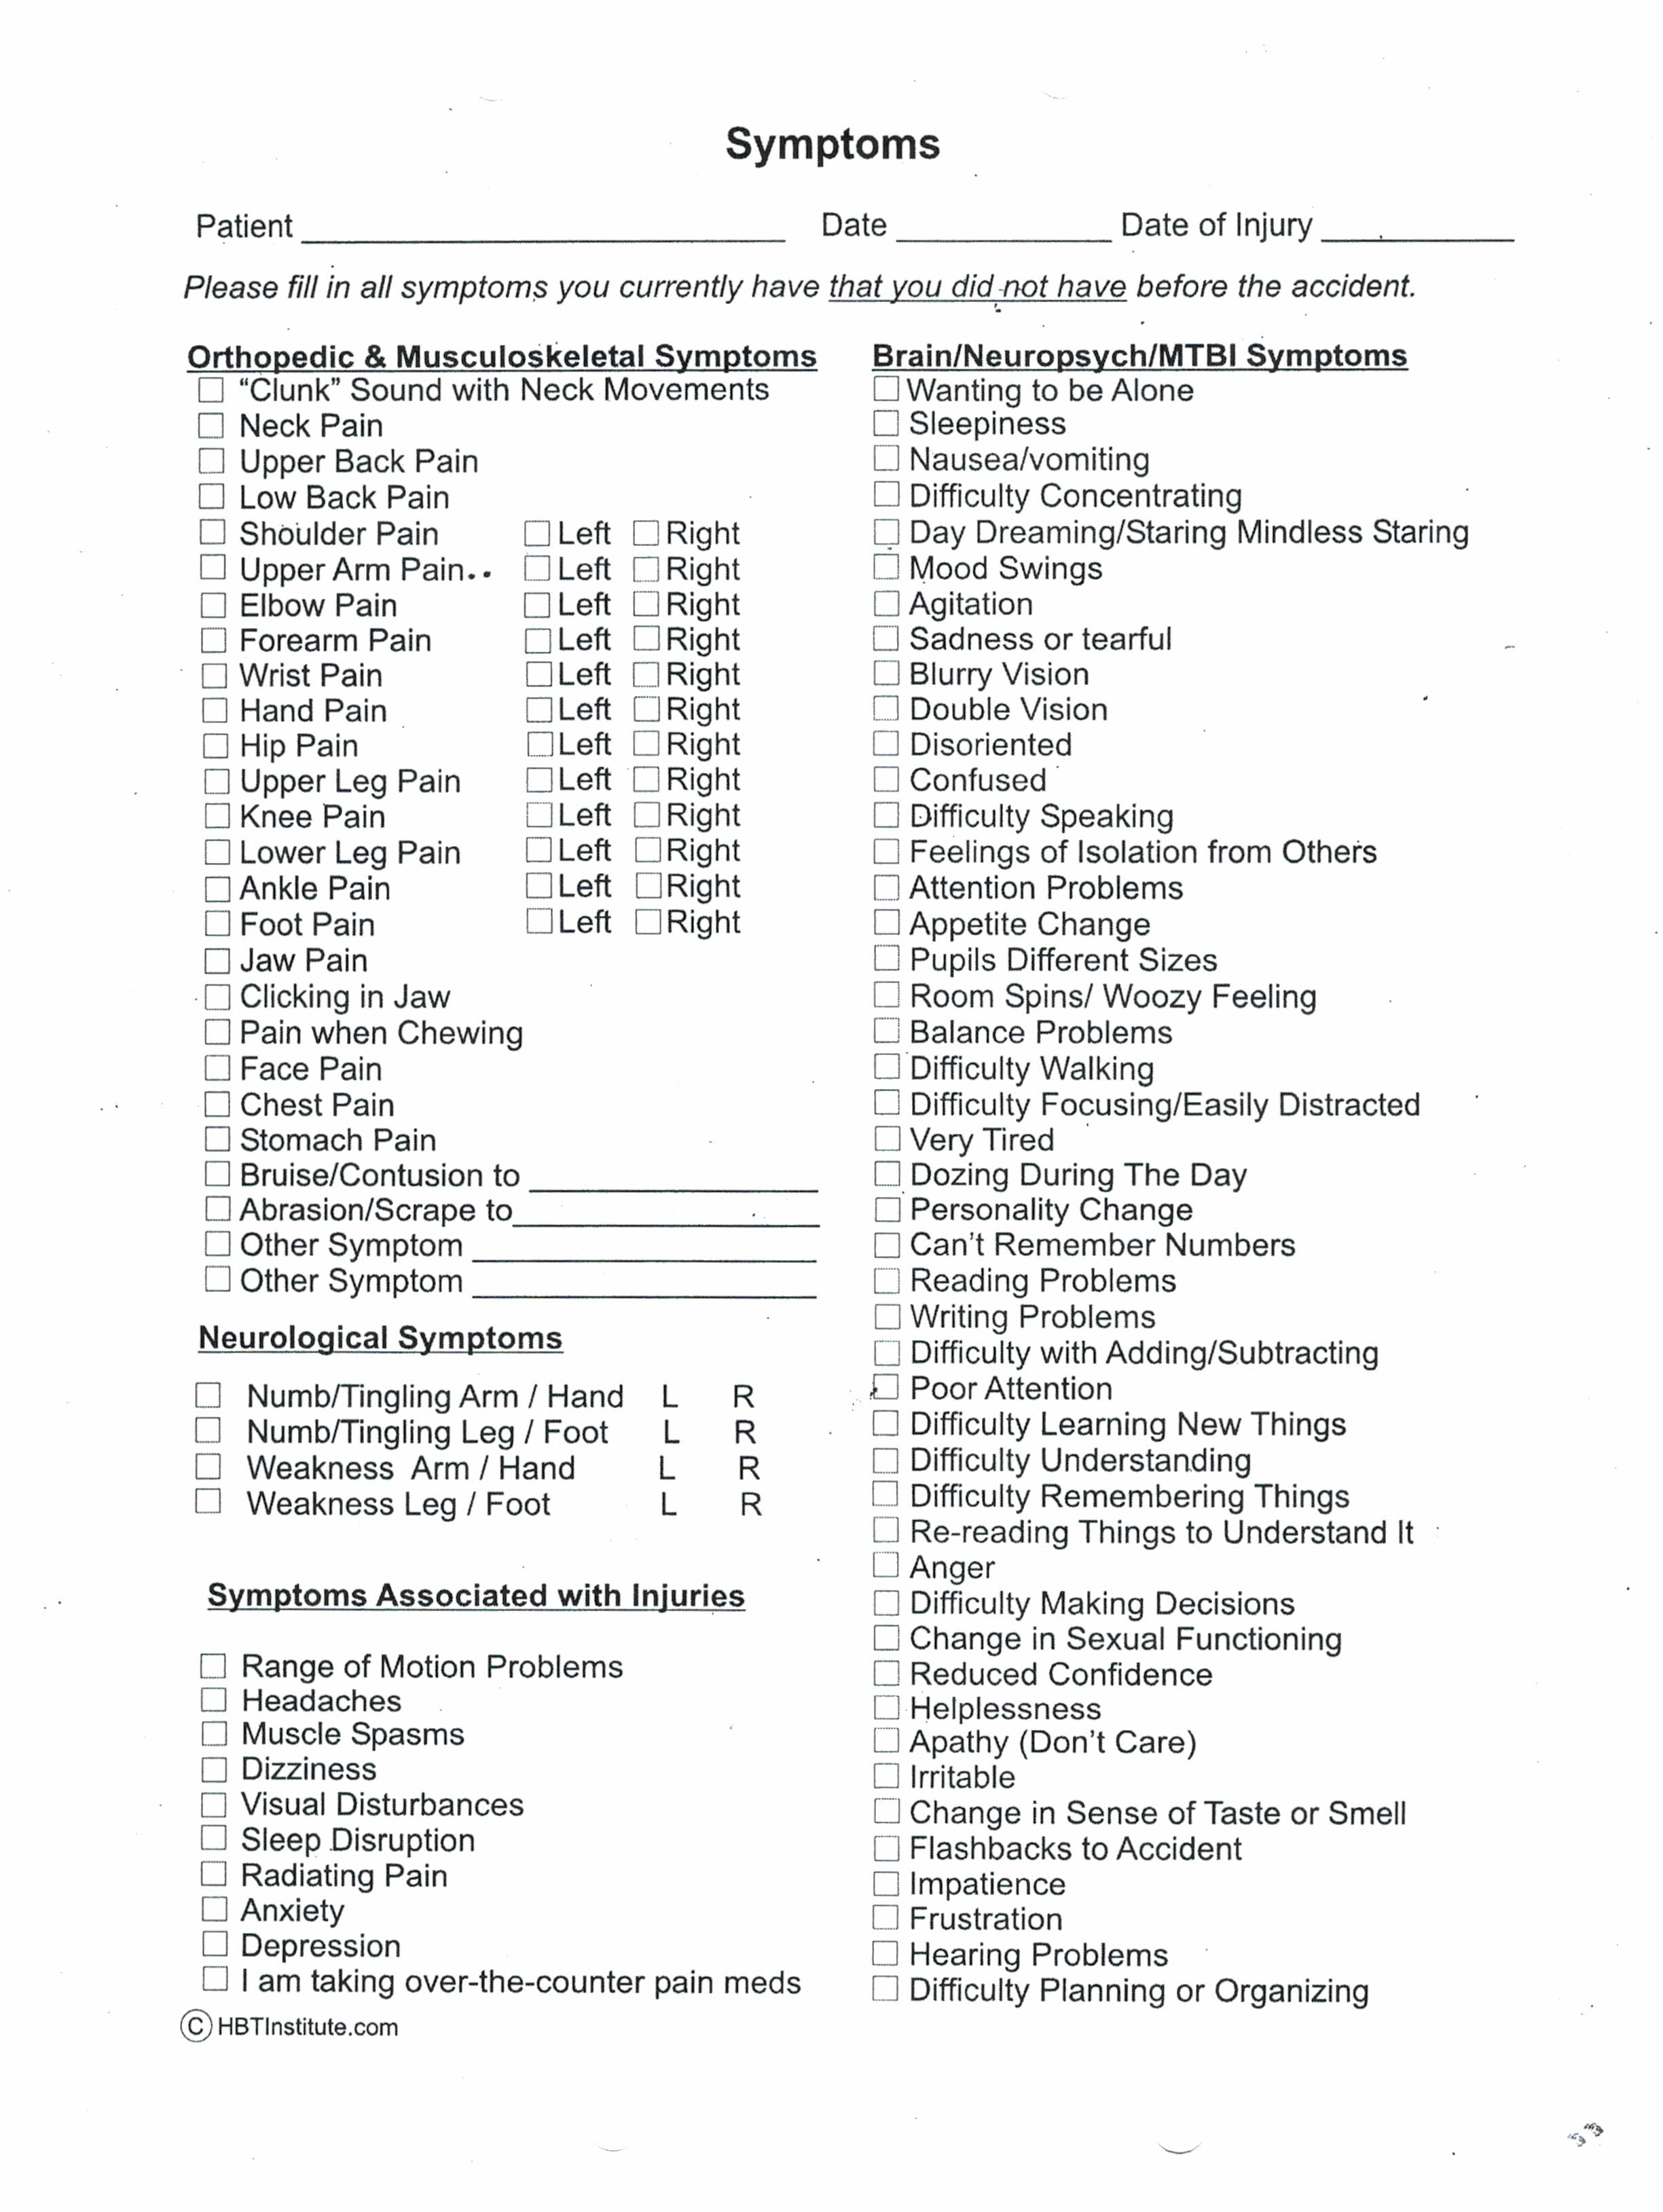 Symptoms
Patient Date Date of Injury
Please fill in all symptoms you currently have that you did not have before the accident.
Orthopedic & Musculoskeletal Symptoms
"Clunk" Sound with Neck Movements
Neck Pain
Upper Back Pain
Low Back Pain
Shoulder Pain Left Right
Upper Arm Pain.. Left Right
Elbow Pain Left Right
Forearm Pain Left Right
Wrist Pain Left Right
Hand Pain Left Right
Hip Pain Left Right
Upper Leg Pain Left Right
Knee Pain Left Right
Lower Leg Pain Left Right
Ankle Pain Left Right
Foot Pain Left Right
Jaw Pain
Clicking in Jaw
Pain when Chewing
Face Pain
Chest Pain
Stomach Pain
Bruise/Contusion to
Abrasion/Scrape to
Other Symptom
Other Symptom
Neurological Symptoms
Numb/Tingling Arm / Hand L R
Numb/Tingling Leg / Foot L R
Weakness Arm / Hand L R
Weakness Leg / Foot L R
Symptoms Associated with Injuries
Range of Motion Problems
Headaches
Muscle Spasms
Dizziness
Visual Disturbances
Sleep Disruption
Radiating Pain
Anxiety
Depression
I am taking over-the-counter pain meds
© HBTInstitute.com
Brain/Neuropsych/MTBI Symptoms
Wanting to be Alone
Sleepiness
Nausea/vomiting
Difficulty Concentrating
Day Dreaming/Staring Mindless Staring
Mood Swings
Agitation
Sadness or tearful
Blurry Vision
Double Vision
Disoriented
Confused
Difficulty Speaking
Feelings of Isolation from Others
Attention Problems
Appetite Change
Pupils Different Sizes
Room Spins/ Woozy Feeling
Balance Problems
Difficulty Walking
Difficulty Focusing/Easily Distracted
Very Tired
Dozing During The Day
Personality Change
Can't Remember Numbers
Reading Problems
Writing Problems
Difficulty with Adding/Subtracting
Poor Attention
Difficulty Learning New Things
Difficulty Understanding
Difficulty Remembering Things
Re-reading Things to Understand It
Anger
Difficulty Making Decisions
Change in Sexual Functioning
Reduced Confidence
Helplessness
Apathy (Don't Care)
Irritable
Change in Sense of Taste or Smell
Flashbacks to Accident
Impatience
Frustration
Hearing Problems
Difficulty Planning or Organizing